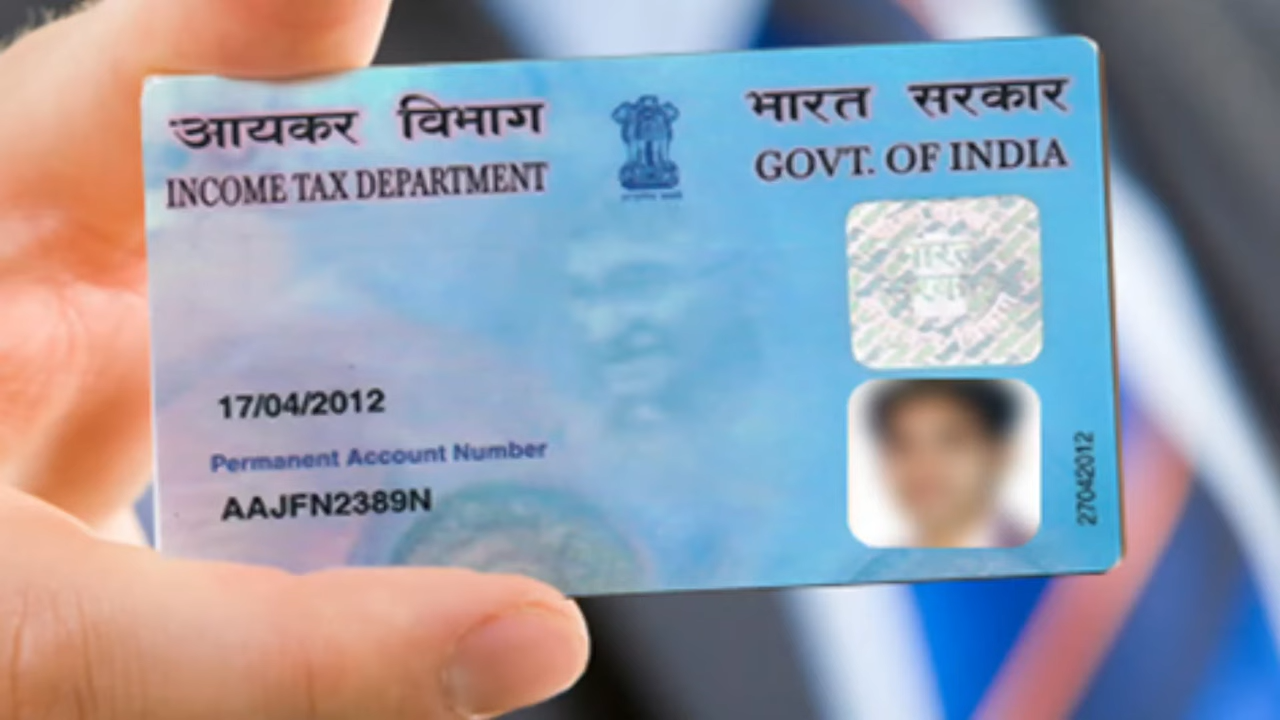 आयकर विभाग
INCOME TAX DEPARTMENT
भारत सरकार
GOVT. OF INDIA
17/04/2012
Permanent Account Number
AAJFN2389N
27042012